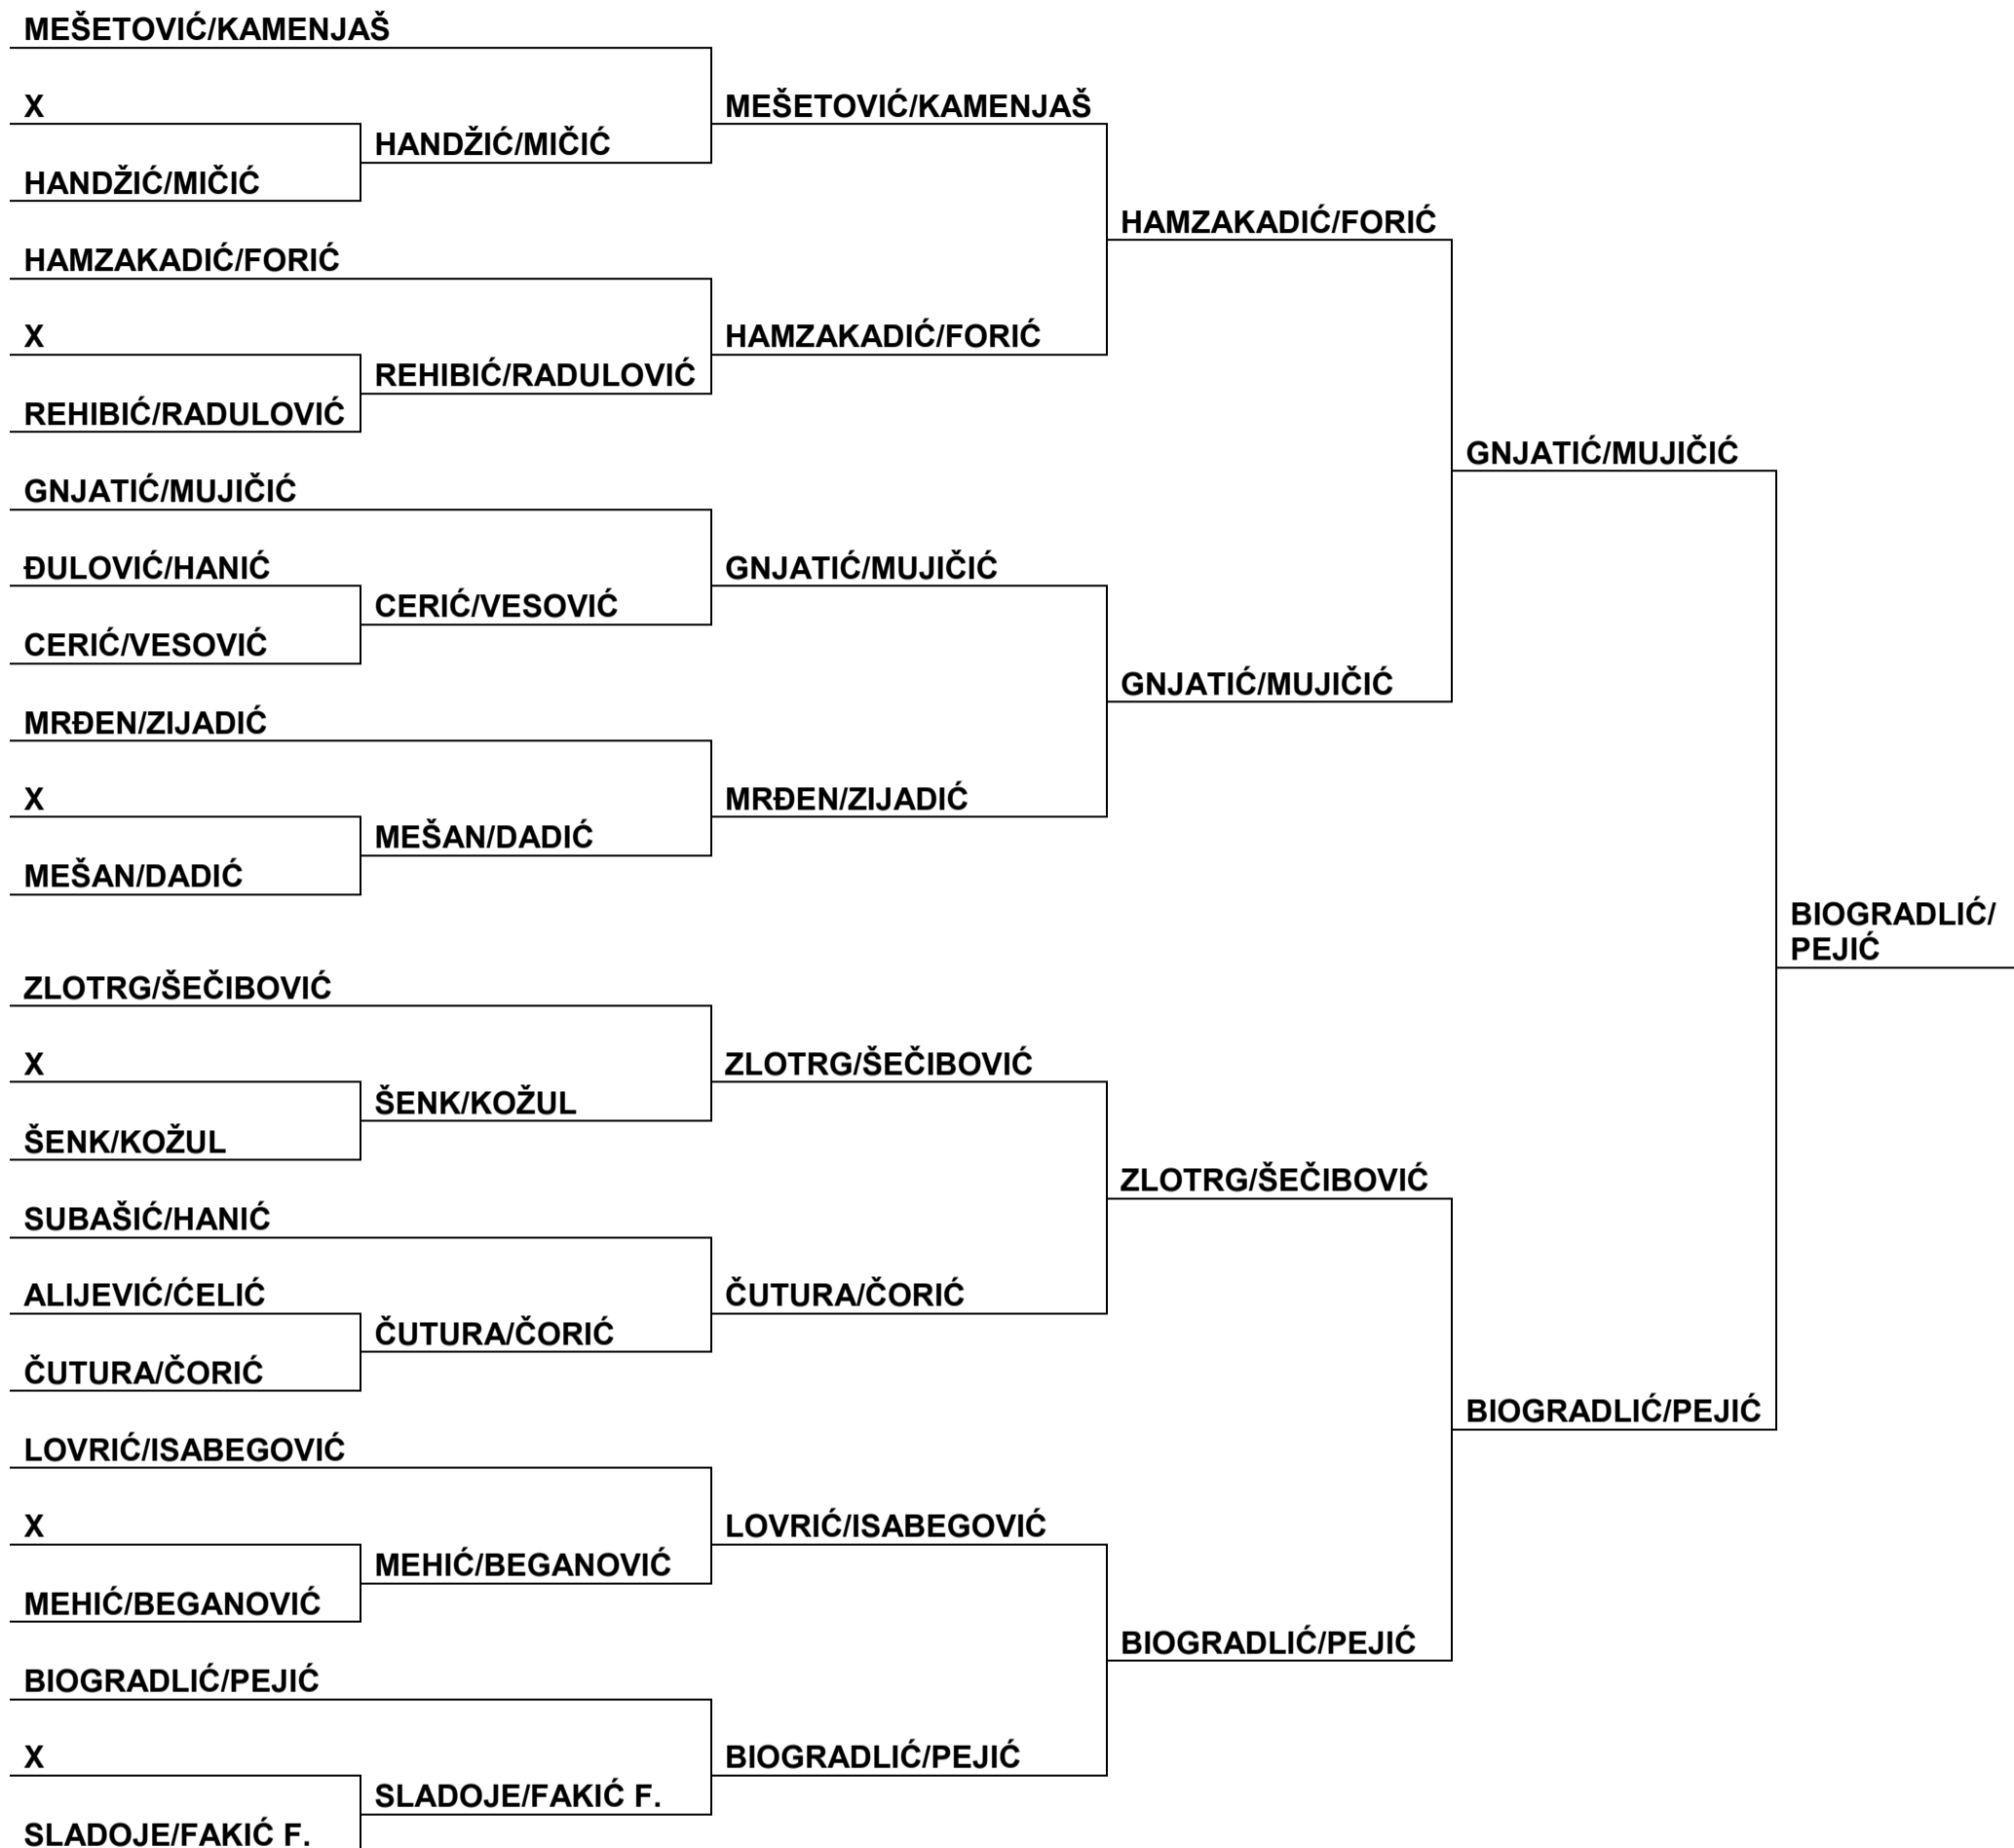 MEŠETOVIĆ/KAMENJAŠ
X
HANDŽIĆ/MIČIĆ
HAMZAKADIĆ/FORIĆ
X
REHIBIĆ/RADULOVIĆ
GNJATIĆ/MUJIČIĆ
ĐULOVIĆ/HANIĆ
CERIĆ/VESOVIĆ
MRĐEN/ZIJADIĆ
X
MEŠAN/DADIĆ
ZLOTRG/ŠEČIBOVIĆ
X
ŠENK/KOŽUL
SUBAŠIĆ/HANIĆ
ALIJEVIĆ/ĆELIĆ
ČUTURA/ČORIĆ
LOVRIĆ/ISABEGOVIĆ
X
MEHIĆ/BEGANOVIĆ
BIOGRADLIĆ/PEJIĆ
X
SLADOJE/FAKIĆ F.
HANDŽIĆ/MIČIĆ
REHIBIĆ/RADULOVIĆ
CERIĆ/VESOVIĆ
MEŠAN/DADIĆ
ŠENK/KOŽUL
ČUTURA/ČORIĆ
MEHIĆ/BEGANOVIĆ
SLADOJE/FAKIĆ F.
MEŠETOVIĆ/KAMENJAŠ
HAMZAKADIĆ/FORIĆ
GNJATIĆ/MUJIČIĆ
MRĐEN/ZIJADIĆ
ZLOTRG/ŠEČIBOVIĆ
ČUTURA/ČORIĆ
LOVRIĆ/ISABEGOVIĆ
BIOGRADLIĆ/PEJIĆ
HAMZAKADIĆ/FORIĆ
GNJATIĆ/MUJIČIĆ
ZLOTRG/ŠEČIBOVIĆ
BIOGRADLIĆ/PEJIĆ
GNJATIĆ/MUJIČIĆ
BIOGRADLIĆ/PEJIĆ
BIOGRADLIĆ/
PEJIĆ